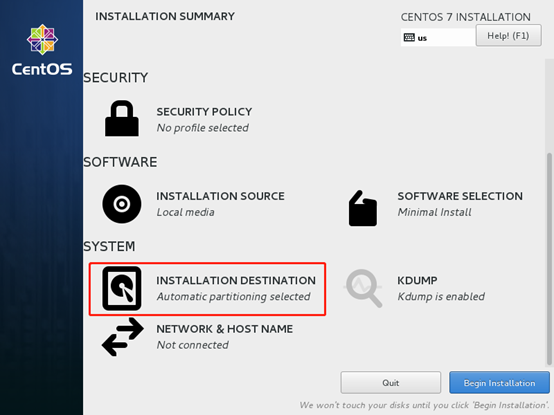 INSTALLATION SUMMARY
CENTOS 7 INSTALLATION
us
Help! (F1)
CentOS
SECURITY
SECURITY POLICY
No profile selected
SOFTWARE
INSTALLATION SOURCE
Local media
SOFTWARE SELECTION
Minimal Install
SYSTEM
INSTALLATION DESTINATION
Automatic partitioning selected
KDUMP
Kdump is enabled
NETWORK & HOST NAME
Not connected
Quit
Begin Installation
We won't touch your disks until you click 'Begin Installation'.